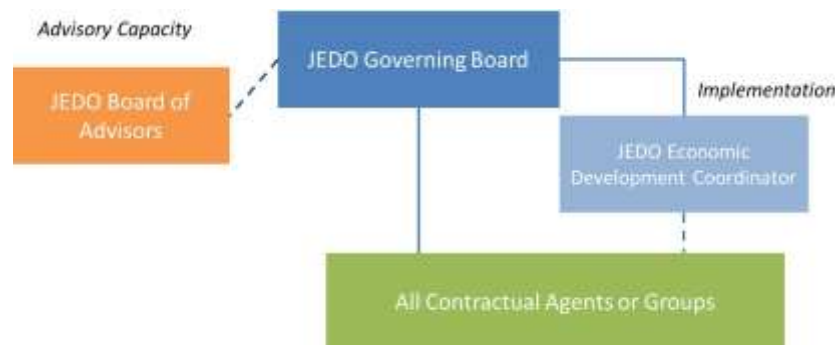 Advisory Capacity
JEDO Governing Board
JEDO Board of
Advisors
Implementation
JEDO Economic
Development Coordinator
All Contractual Agents or Groups